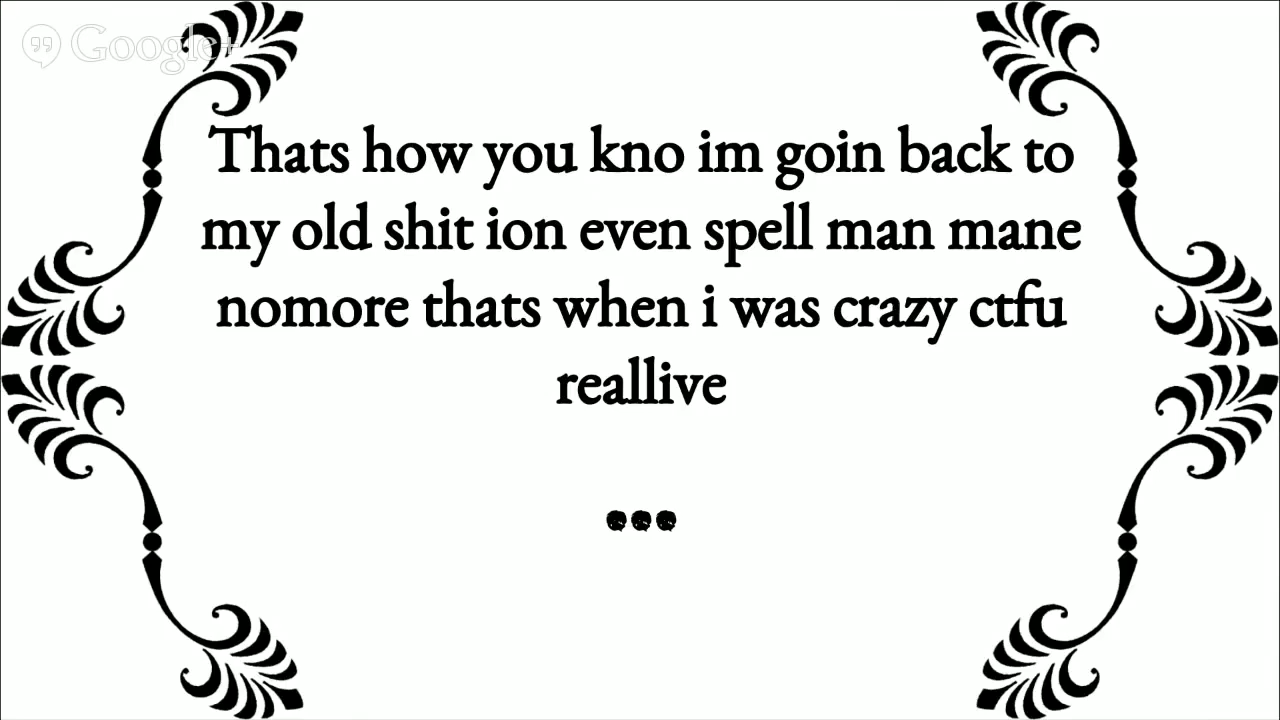 Google+
Thats how you kno im goin back to
my old shit ion even spell man mane
nomore thats when i was crazy ctfu
reallive
...